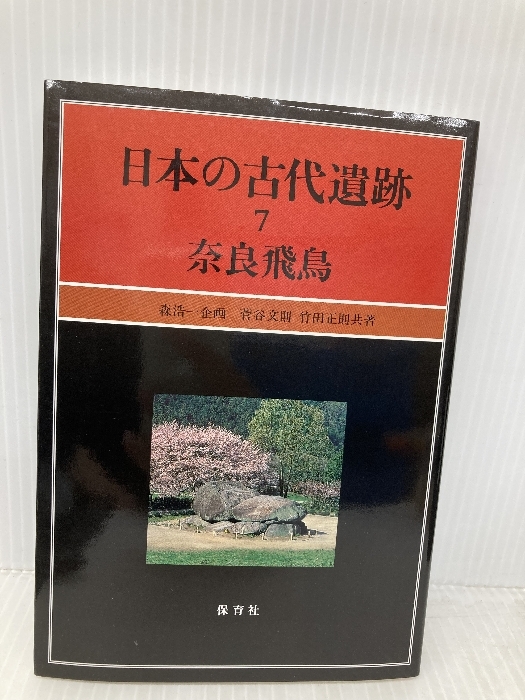 日本の古代遺跡
7
奈良飛鳥
森浩一 企画 菅谷文則 竹田正則共著
保育社